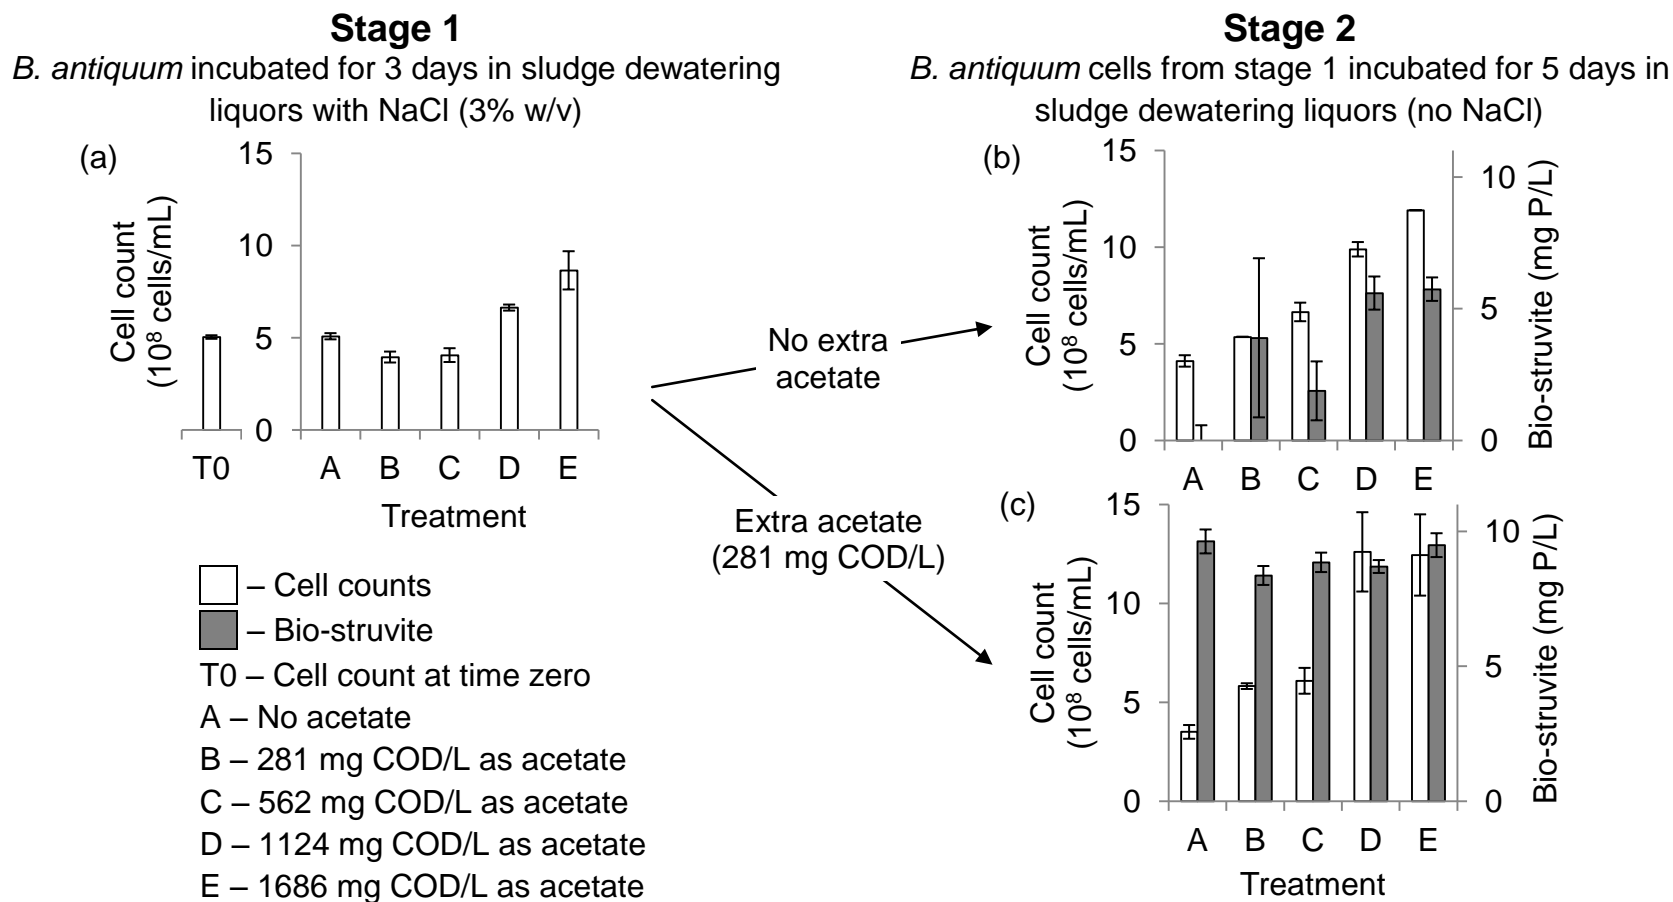 Stage 1
B. antiquum incubated for 3 days in sludge dewatering
liquors with NaCl (3% w/v)
(a)
Cell count
(10⁸ cells/mL)
15
10
5
0
T0
A B C D E
Treatment
– Cell counts
– Bio-struvite
T0 – Cell count at time zero
A – No acetate
B – 281 mg COD/L as acetate
C – 562 mg COD/L as acetate
D – 1124 mg COD/L as acetate
E – 1686 mg COD/L as acetate
No extra
acetate
Extra acetate
(281 mg COD/L)
Stage 2
B. antiquum cells from stage 1 incubated for 5 days in
sludge dewatering liquors (no NaCl)
(b)
Cell count
(10⁸ cells/mL)
15
10
5
0
A B C D E
10
5
0
Bio-struvite (mg P/L)
(c)
Cell count
(10⁸ cells/mL)
15
10
5
0
A B C D E
Treatment
10
5
0
Bio-struvite (mg P/L)